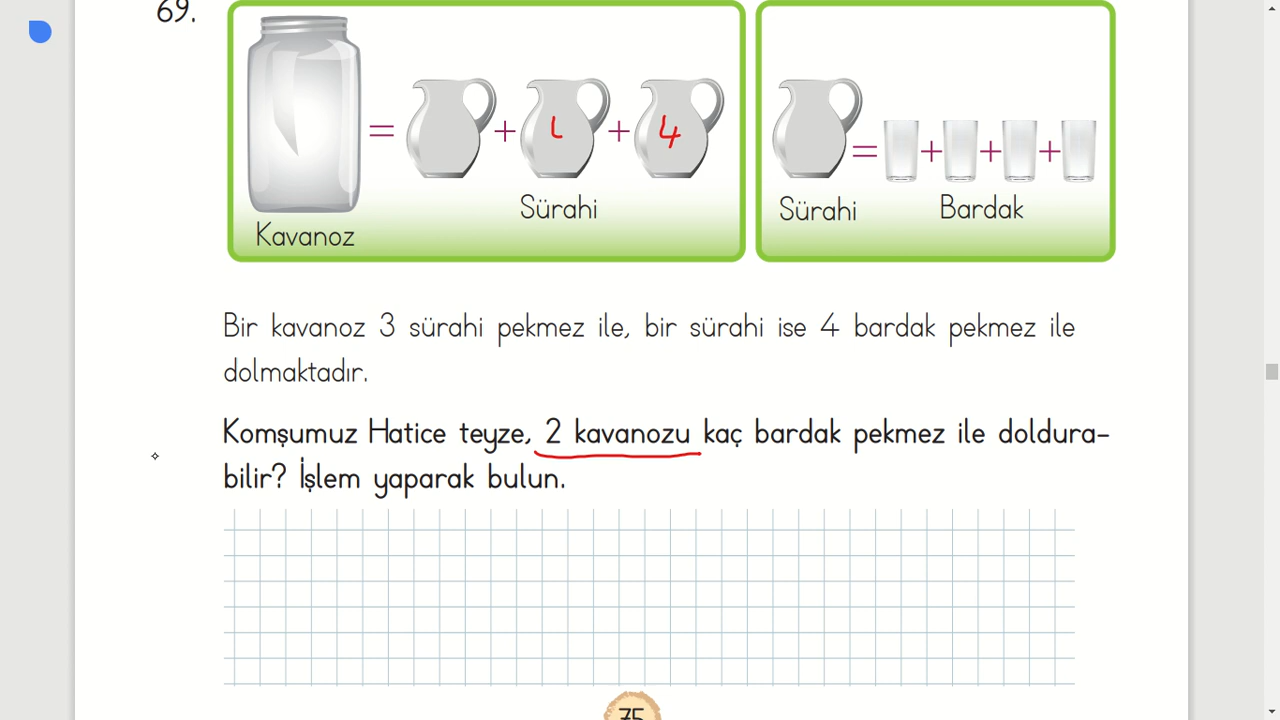 69.
= + ┗ + 4
= + + +
Sürahi
Sürahi
Bardak
Kavanoz
Bir kavanoz 3 sürahi pekmez ile, bir sürahi ise 4 bardak pekmez ile
dolmaktadır.
Komşumuz Hatice teyze, 2 kavanozu kaç bardak pekmez ile doldura-
bilir? İşlem yaparak bulun.
75